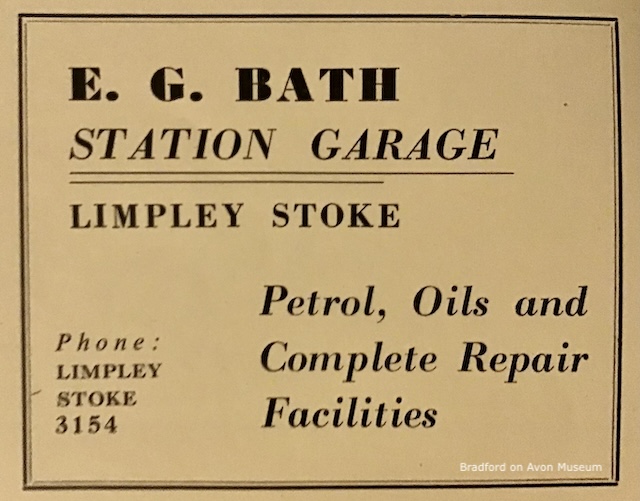 E. G. BATH
STATION GARAGE
LIMPLEY STOKE
Petrol, Oils and
Complete Repair
Facilities
Phone:
LIMPLEY
STOKE
3154
Bradford on Avon Museum